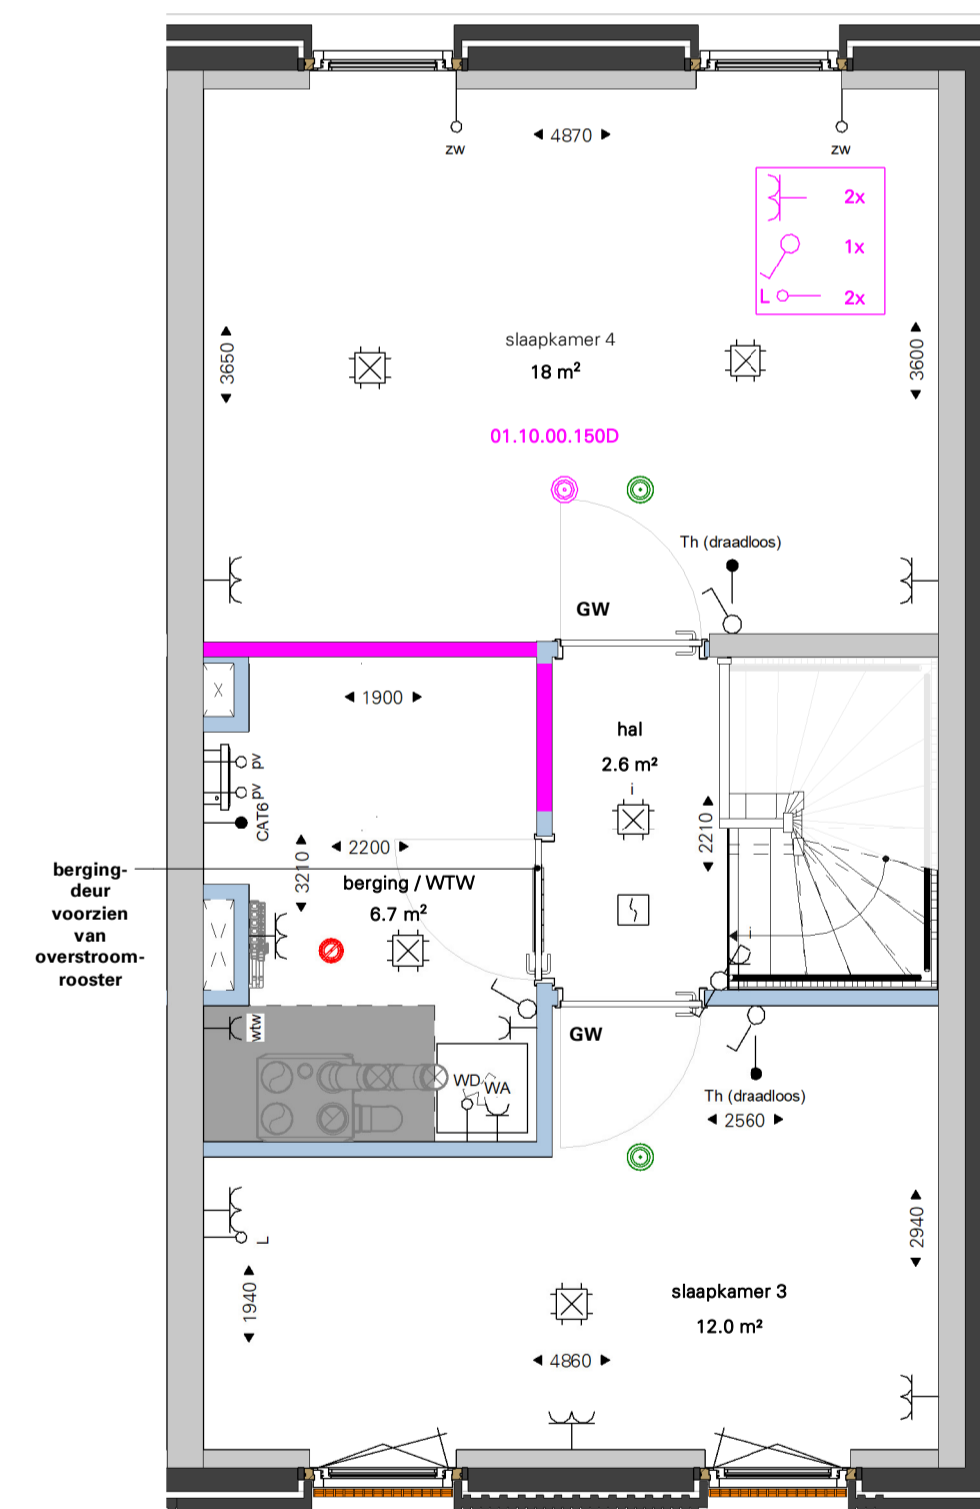 zw
4870
zw
2x
1x
L
2x
3650
slaapkamer 4
18 m²
3600
01.10.00.150D
Th (draadloos)
GW
1900
hal
2.6 m²
i
pv
pv
CAT6
2200
3210
2210
berging-
deur
voorzien
van
overstroom-
rooster
berging / WTW
6.7 m²
i
wtw
GW
WD
WA
Th (draadloos)
2560
L
1940
2940
slaapkamer 3
12.0 m²
4860